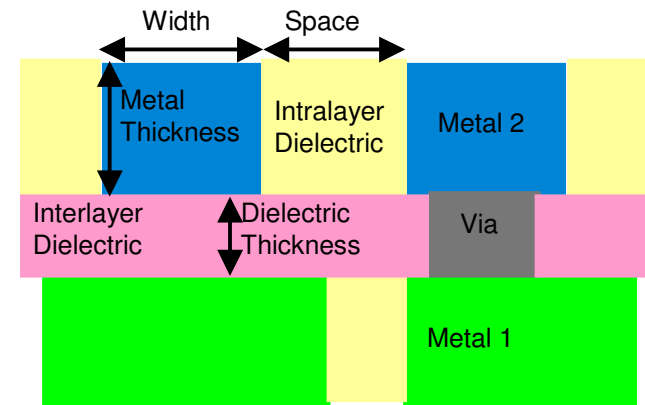 Width
Space
Metal
Thickness
Intralayer
Dielectric
Metal 2
Interlayer
Dielectric
Dielectric
Thickness
Via
Metal 1